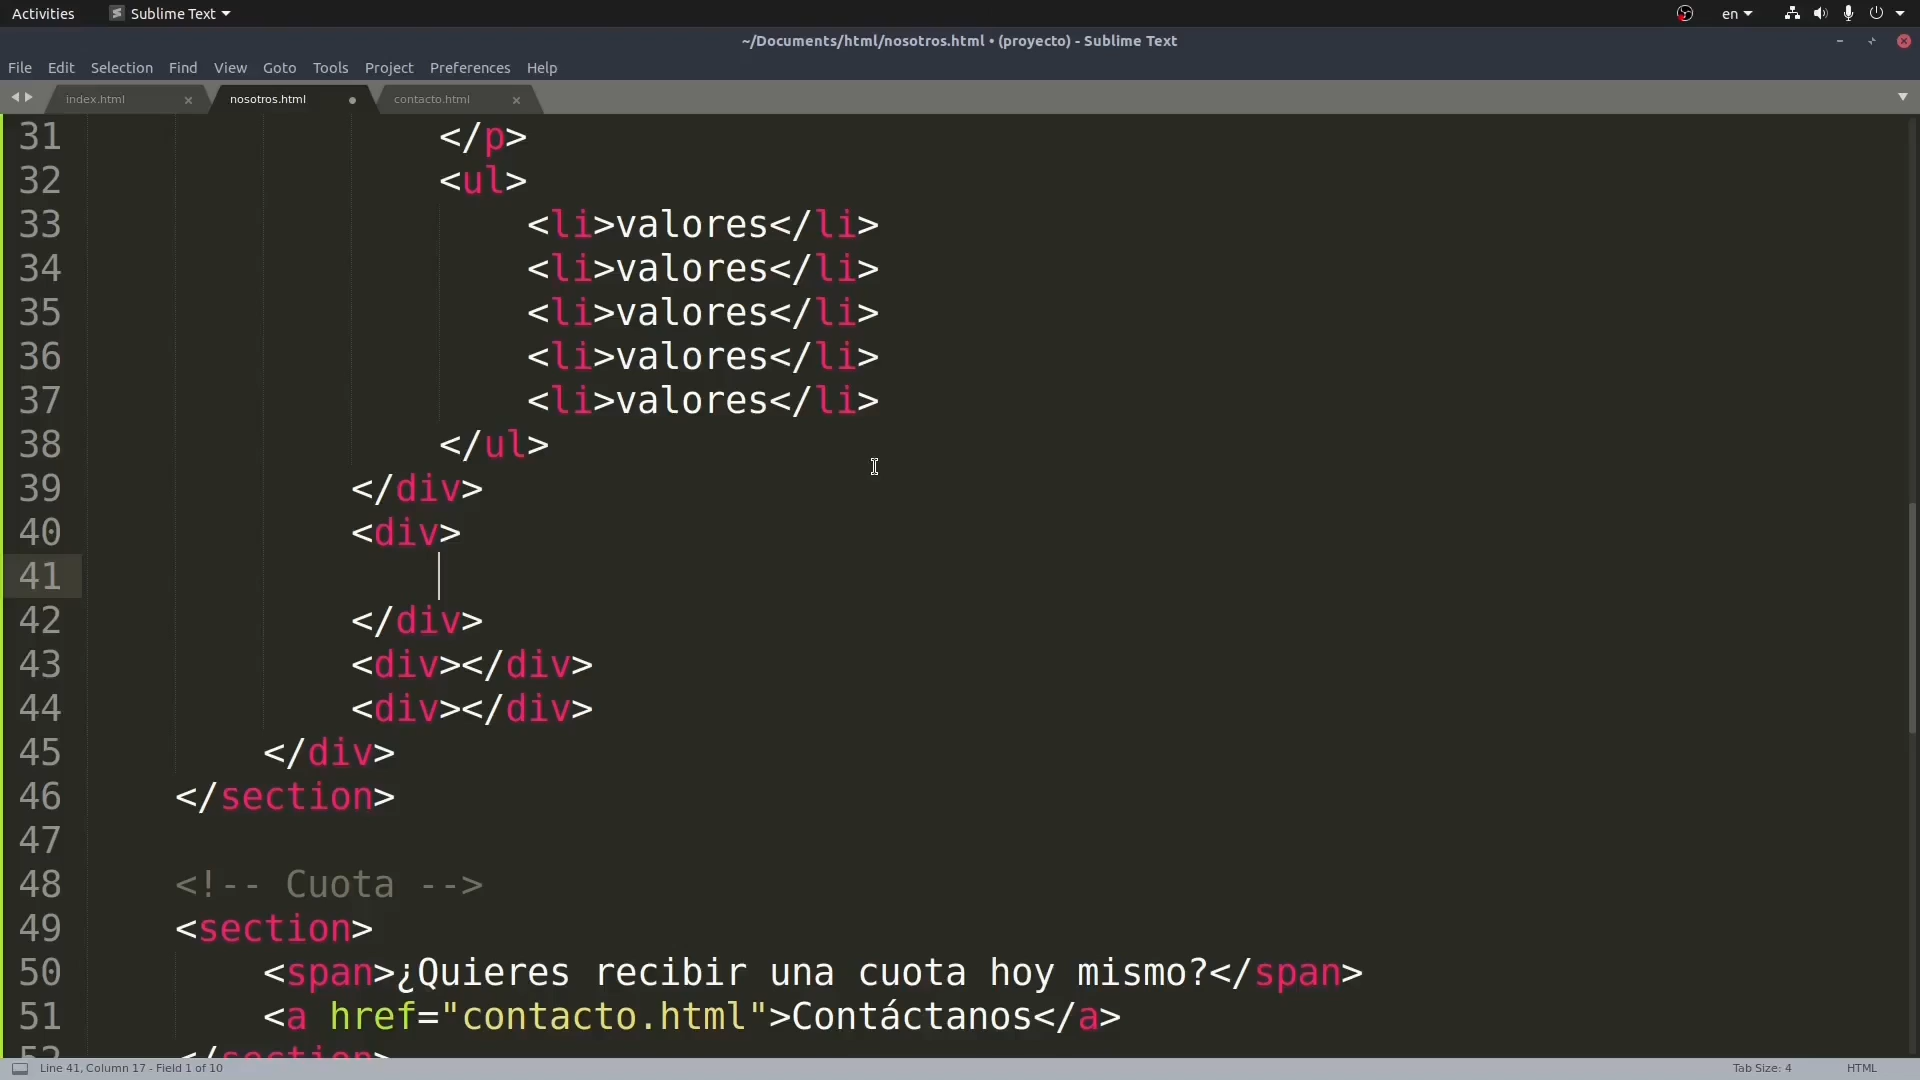 Activities Sublime Text en
~/Documents/html/nosotros.html • (proyecto) - Sublime Text
File Edit Selection Find View Goto Tools Project Preferences Help
index.html × nosotros.html • contacto.html ×
31 </p>
32 <ul>
33 <li>valores</li>
34 <li>valores</li>
35 <li>valores</li>
36 <li>valores</li>
37 <li>valores</li>
38 </ul>
39 </div>
40 <div>
41
42 </div>
43 <div></div>
44 <div></div>
45 </div>
46 </section>
47
48 <!-- Cuota -->
49 <section>
50 <span>¿Quieres recibir una cuota hoy mismo?</span>
51 <a href="contacto.html">Contáctanos</a>
52 </section>
Line 41, Column 17 - Field 1 of 10 Tab Size: 4 HTML